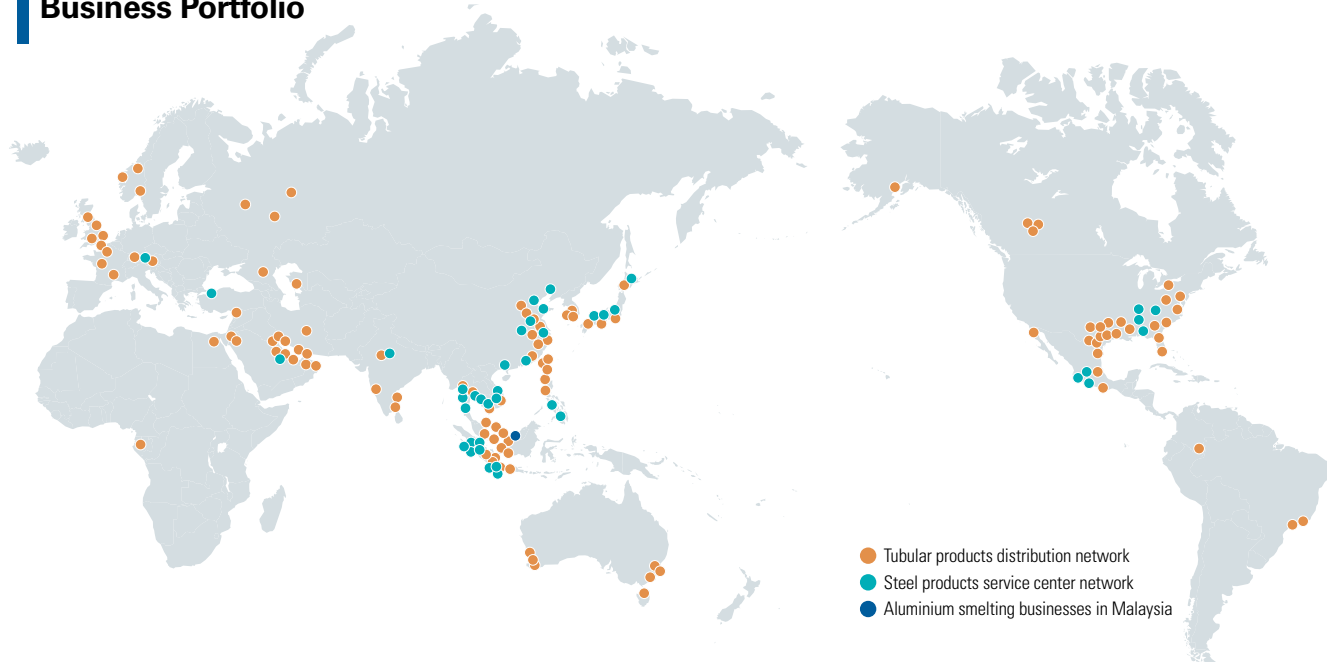 Business Portfolio
Tubular products distribution network
Steel products service center network
Aluminium smelting businesses in Malaysia